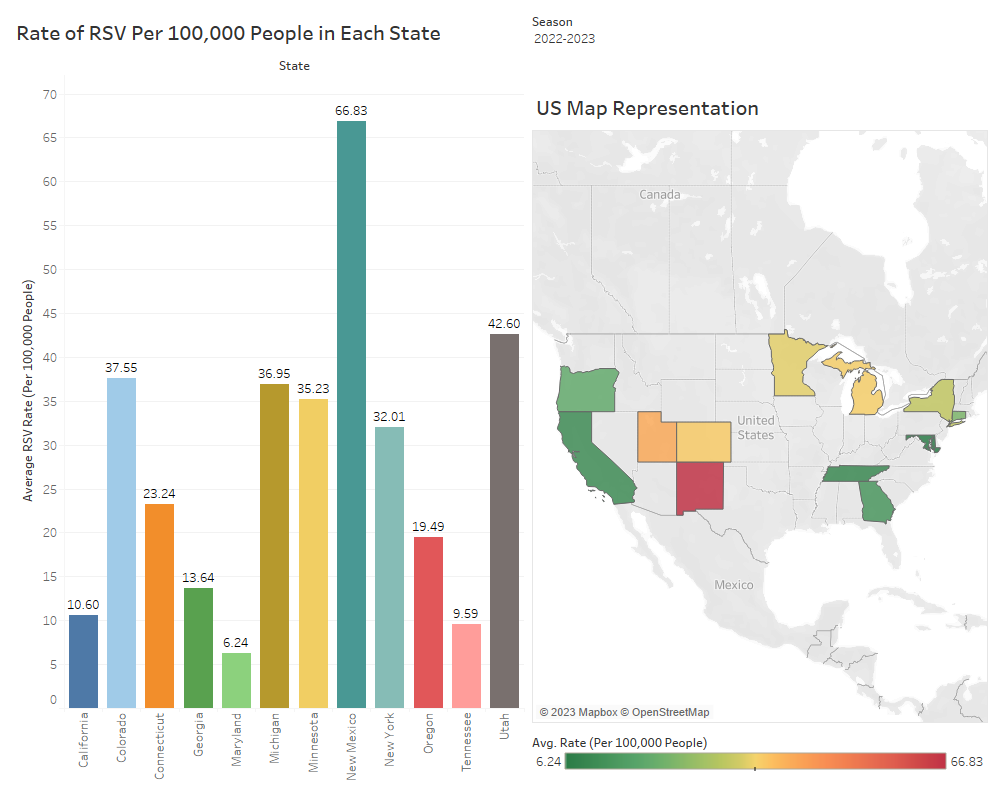 Rate of RSV Per 100,000 People in Each State
State
Average RSV Rate (Per 100,000 People)
70
65
60
55
50
45
40
35
30
25
20
15
10
5
0
10.60
37.55
23.24
13.64
6.24
36.95
35.23
66.83
32.01
19.49
9.59
42.60
California
Colorado
Connecticut
Georgia
Maryland
Michigan
Minnesota
New Mexico
New York
Oregon
Tennessee
Utah
Season
2022-2023
US Map Representation
Canada
United
States
Mexico
© 2023 Mapbox © OpenStreetMap
Avg. Rate (Per 100,000 People)
6.24
66.83